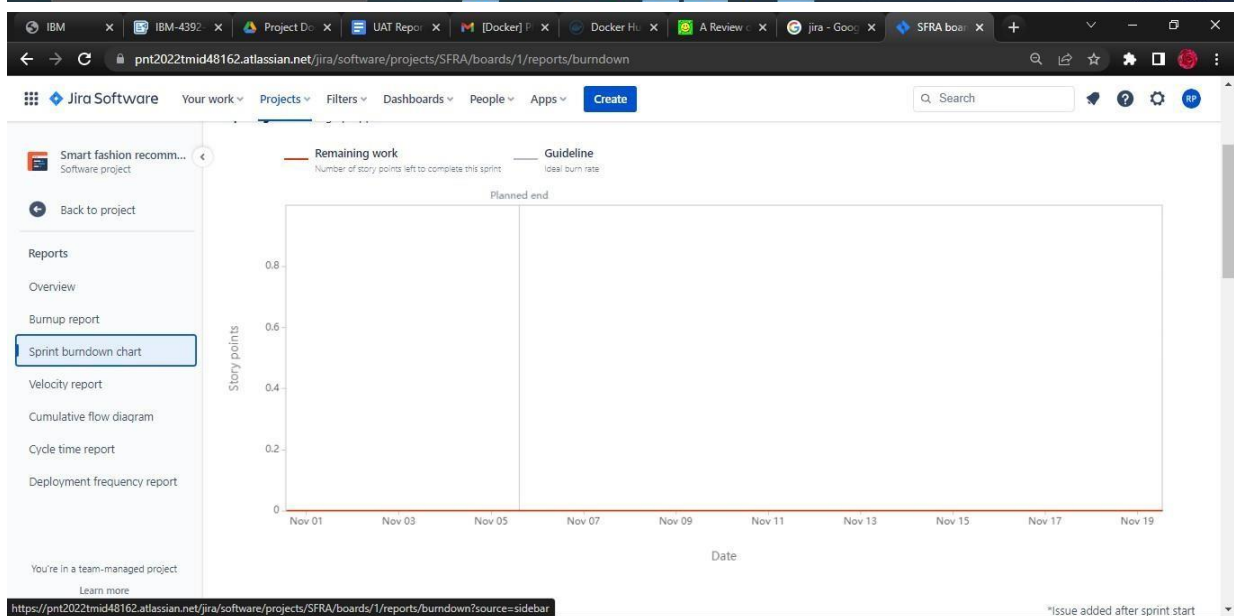 IBM
IBM-4392-
Project Do
UAT Repor
[Docker] P
Docker Hu
A Review o
jira - Goog
SFRA boar
pnt2022tmid48162.atlassian.net/jira/software/projects/SFRA/boards/1/reports/burndown
Jira Software Your work Projects Filters Dashboards People Apps Create Search RP
Smart fashion recomm...
Software project
Back to project
Reports
Overview
Burnup report
Sprint burndown chart
Velocity report
Cumulative flow diagram
Cycle time report
Deployment frequency report
You're in a team-managed project
Learn more
Remaining work
Number of story points left to complete this sprint
Guideline
Ideal burn rate
Planned end
Story points
0.8
0.6
0.4
0.2
0
Nov 01 Nov 03 Nov 05 Nov 07 Nov 09 Nov 11 Nov 13 Nov 15 Nov 17 Nov 19
Date
*Issue added after sprint start
https://pnt2022tmid48162.atlassian.net/jira/software/projects/SFRA/boards/1/reports/burndown?source=sidebar